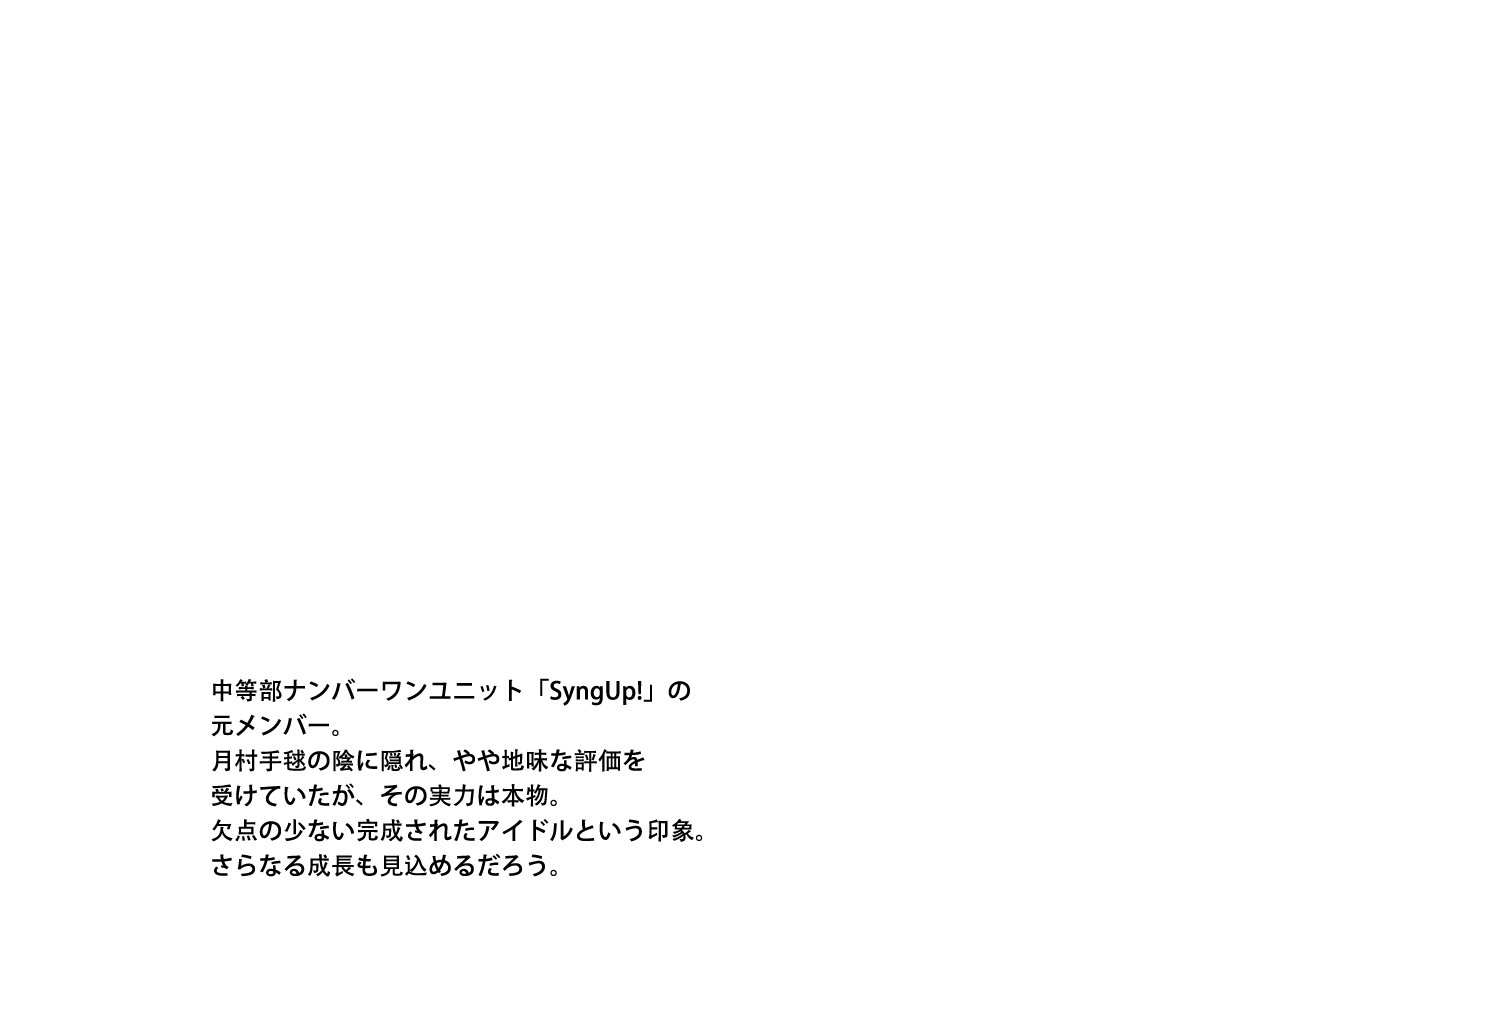 中等部ナンバーワンユニット「SyngUp!」の
元メンバー。
月村手毬の陰に隠れ、やや地味な評価を
受けていたが、その実力は本物。
欠点の少ない完成されたアイドルという印象。
さらなる成長も見込めるだろう。